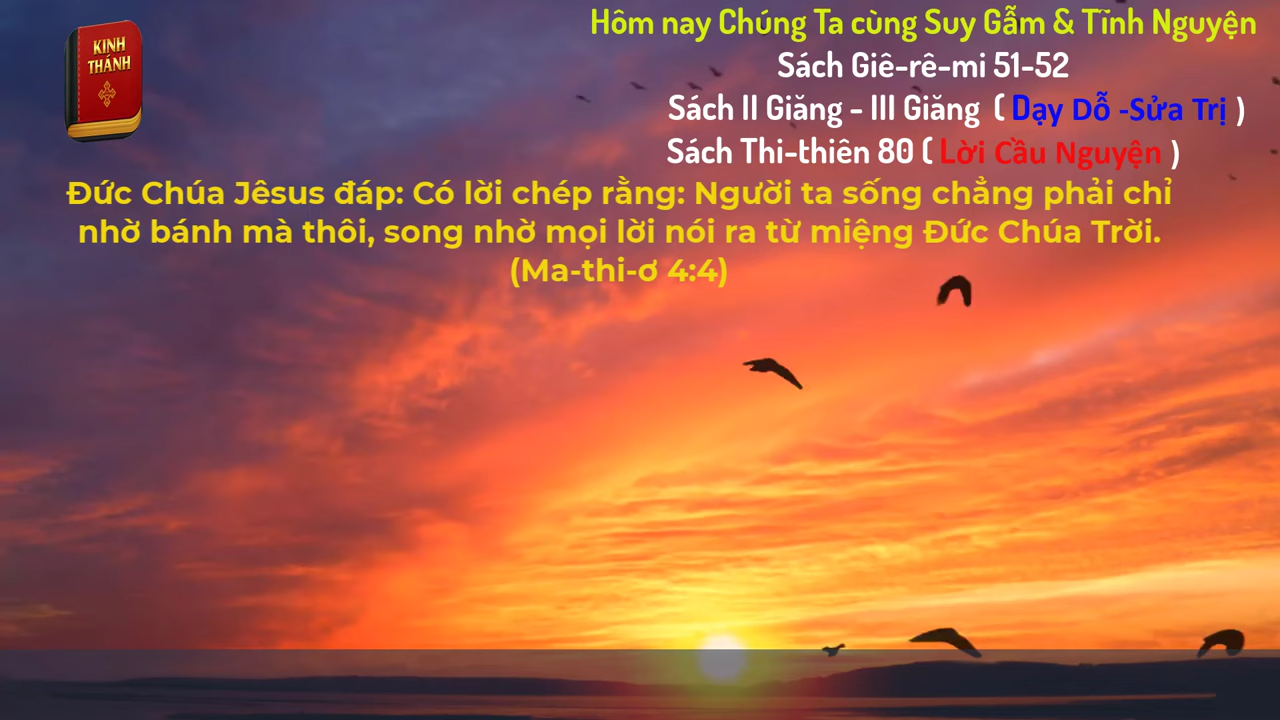 KINH
THÁNH
Hôm nay Chúng Ta cùng Suy Gẫm & Tĩnh Nguyện
Sách Giê-rê-mi 51-52
Sách II Giăng - III Giăng ( Dạy Dỗ -Sửa Trị )
Sách Thi-thiên 80 ( Lời Cầu Nguyện )
Đức Chúa Jêsus đáp: Có lời chép rằng: Người ta sống chẳng phải chỉ
nhờ bánh mà thôi, song nhờ mọi lời nói ra từ miệng Đức Chúa Trời.
(Ma-thi-ơ 4:4)